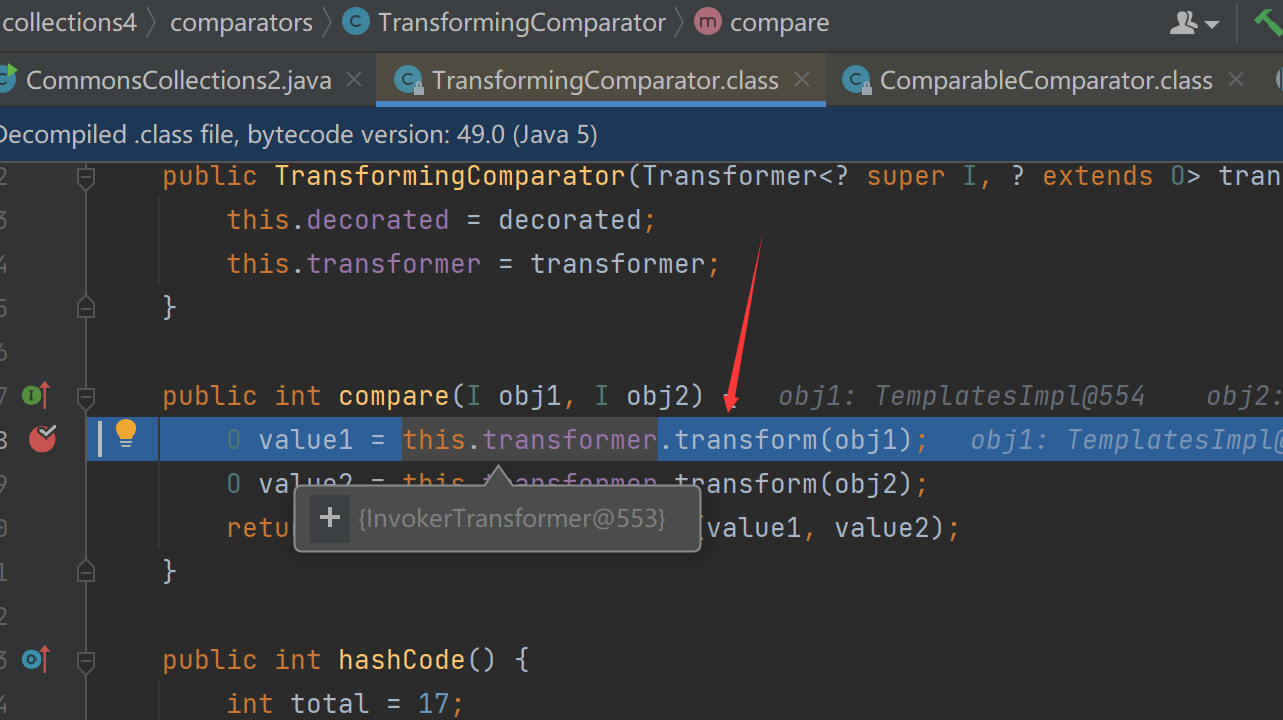 collections4 comparators C TransformingComparator m compare
C CommonsCollections2.java C TransformingComparator.class C ComparableComparator.class
Decompiled .class file, bytecode version: 49.0 (Java 5)
2 public TransformingComparator(Transformer<? super I, ? extends O> tran
3 this.decorated = decorated;
4 this.transformer = transformer;
5 }
6
7 I public int compare(I obj1, I obj2) { obj1: TemplatesImpl@554 obj2:
8 O value1 = this.transformer.transform(obj1); obj1: TemplatesImpl@
9 O value2 = this.transformer.transform(obj2);
+ {InvokerTransformer@553}
0 retu (value1, value2);
1 }
2
3 O public int hashCode() {
4 int total = 17;